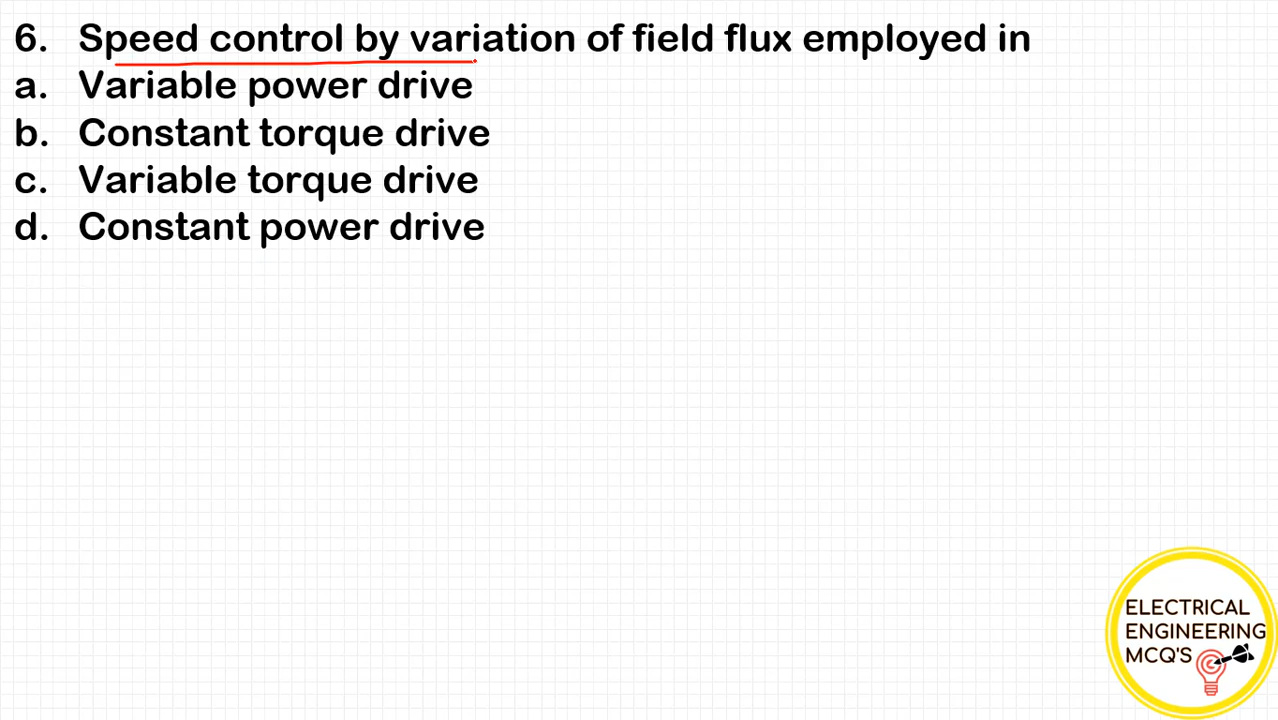 6. Speed control by variation of field flux employed in
a. Variable power drive
b. Constant torque drive
c. Variable torque drive
d. Constant power drive
ELECTRICAL
ENGINEERING
MCQ'S